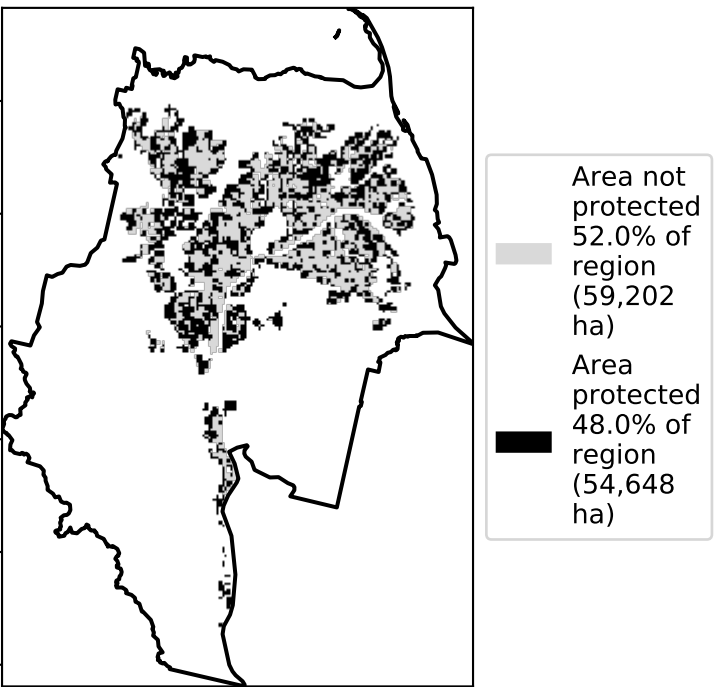 Area not
protected
52.0% of
region
(59,202
ha)
Area
protected
48.0% of
region
(54,648
ha)